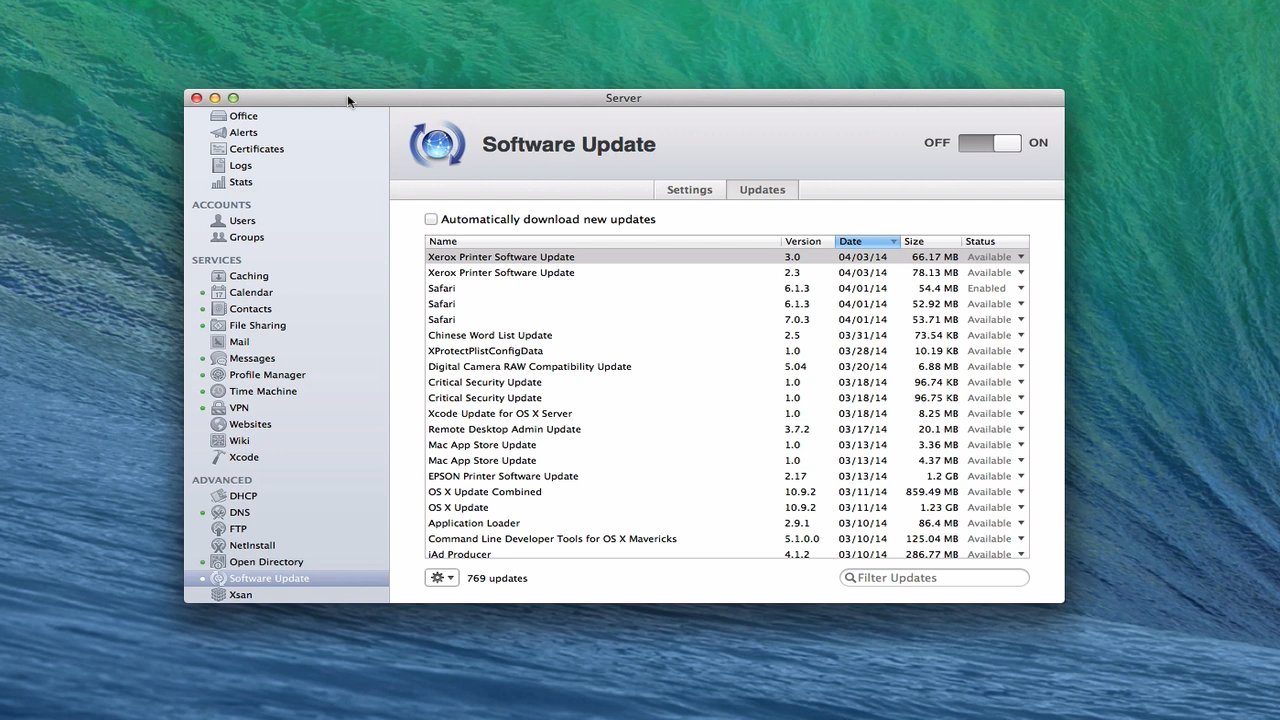 Server
Office
Alerts
Certificates
Logs
Stats
ACCOUNTS
Users
Groups
SERVICES
Caching
17
Calendar
Contacts
File Sharing
Mail
Messages
Profile Manager
Time Machine
VPN
Websites
Wiki
Xcode
ADVANCED
DHCP
DNS
FTP
NetInstall
Open Directory
Software Update
Xsan
Software Update
OFF ON
Settings Updates
Automatically download new updates
Name Version Date Size Status
Xerox Printer Software Update 3.0 04/03/14 66.17 MB Available
Xerox Printer Software Update 2.3 04/03/14 78.13 MB Available
Safari 6.1.3 04/01/14 54.4 MB Enabled
Safari 6.1.3 04/01/14 52.92 MB Available
Safari 7.0.3 04/01/14 53.71 MB Available
Chinese Word List Update 2.5 03/31/14 73.54 KB Available
XProtectPlistConfigData 1.0 03/28/14 10.19 KB Available
Digital Camera RAW Compatibility Update 5.04 03/20/14 6.88 MB Available
Critical Security Update 1.0 03/18/14 96.74 KB Available
Critical Security Update 1.0 03/18/14 96.75 KB Available
Xcode Update for OS X Server 1.0 03/18/14 8.25 MB Available
Remote Desktop Admin Update 3.7.2 03/17/14 20.1 MB Available
Mac App Store Update 1.0 03/13/14 3.36 MB Available
Mac App Store Update 1.0 03/13/14 4.37 MB Available
EPSON Printer Software Update 2.17 03/13/14 1.2 GB Available
OS X Update Combined 10.9.2 03/11/14 859.49 MB Available
OS X Update 10.9.2 03/11/14 1.23 GB Available
Application Loader 2.9.1 03/10/14 86.4 MB Available
Command Line Developer Tools for OS X Mavericks 5.1.0.0 03/10/14 125.04 MB Available
iAd Producer 4.1.2 03/10/14 286.77 MB Available
769 updates
Filter Updates